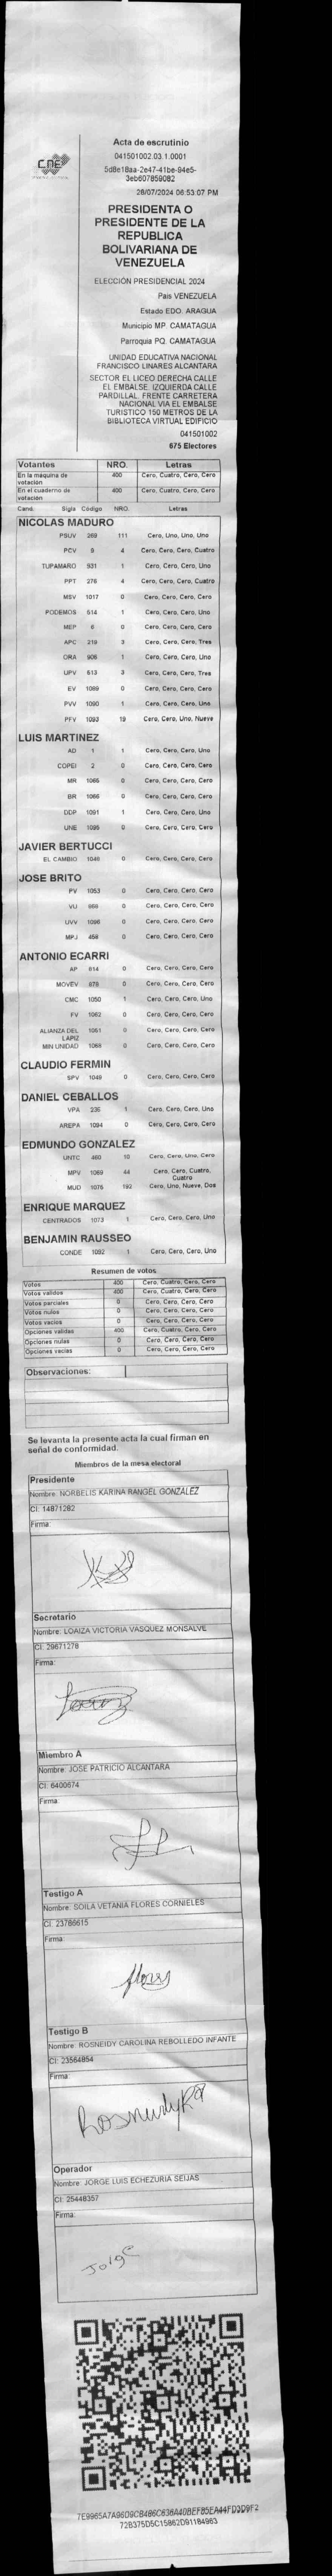 CNE
Acta de escrutinio
041501002.03.1.0001
5d8e18aa-2e47-41be-94e5-
3eb607859082
28/07/2024 06:53:07 PM
PRESIDENTA O
PRESIDENTE DE LA
REPUBLICA
BOLIVARIANA DE
VENEZUELA
ELECCIÓN PRESIDENCIAL 2024
Pais VENEZUELA
Estado EDO. ARAGUA
Municipio MP. CAMATAGUA
Parroquia PQ. CAMATAGUA
UNIDAD EDUCATIVA NACIONAL
FRANCISCO LINARES ALCANTARA
SECTOR EL LICEO DERECHA CALLE
EL EMBALSE. IZQUIERDA CALLE
PARDILLAL. FRENTE CARRETERA
NACIONAL VIA EL EMBALSE
TURISTICO 150 METROS DE LA
BIBLIOTECA VIRTUAL EDIFICIO
041501002
675 Electores
Votantes NRO. Letras
En la maquina de votación 400 Cero, Cuatro, Cero, Cero
En el cuaderno de votación 400 Cero, Cuatro, Cero, Cero
Cand. Sigla Código NRO. Letras
NICOLAS MADURO
PSUV 269 111 Cero, Uno, Uno, Uno
PCV 9 4 Cero, Cero, Cero, Cuatro
TUPAMARO 931 1 Cero, Cero, Cero, Uno
PPT 276 4 Cero, Cero, Cero, Cuatro
MSV 1017 0 Cero, Cero, Cero, Cero
PODEMOS 514 1 Cero, Cero, Cero, Uno
MEP 6 0 Cero, Cero, Cero, Cero
APC 219 3 Cero, Cero, Cero, Tres
ORA 906 1 Cero, Cero, Cero, Uno
UPV 513 3 Cero, Cero, Cero, Tres
EV 1089 0 Cero, Cero, Cero, Cero
PVV 1090 1 Cero, Cero, Cero, Uno
PFV 1093 19 Cero, Cero, Uno, Nueve
LUIS MARTINEZ
AD 1 1 Cero, Cero, Cero, Uno
COPEI 2 0 Cero, Cero, Cero, Cero
MR 1065 0 Cero, Cero, Cero, Cero
BR 1066 0 Cero, Cero, Cero, Cero
DDP 1091 1 Cero, Cero, Cero, Uno
UNE 1095 0 Cero, Cero, Cero, Cero
JAVIER BERTUCCI
EL CAMBIO 1046 0 Cero, Cero, Cero, Cero
JOSE BRITO
PV 1053 0 Cero, Cero, Cero, Cero
VU 666 0 Cero, Cero, Cero, Cero
UVV 1096 0 Cero, Cero, Cero, Cero
MPJ 458 0 Cero, Cero, Cero, Cero
ANTONIO ECARRI
AP 614 0 Cero, Cero, Cero, Cero
MOVEV 976 0 Cero, Cero, Cero, Cero
CMC 1050 1 Cero, Cero, Cero, Uno
FV 1062 0 Cero, Cero, Cero, Cero
ALIANZA DEL LAPIZ 1051 0 Cero, Cero, Cero, Cero
MIN UNIDAD 1068 0 Cero, Cero, Cero, Cero
CLAUDIO FERMIN
SPV 1049 0 Cero, Cero, Cero, Cero
DANIEL CEBALLOS
VPA 235 1 Cero, Cero, Cero, Uno
AREPA 1094 0 Cero, Cero, Cero, Cero
EDMUNDO GONZALEZ
UNTC 460 10 Cero, Cero, Uno, Cero
MPV 1069 44 Cero, Cero, Cuatro, Cuatro
MUD 1075 192 Cero, Uno, Nueve, Dos
ENRIQUE MARQUEZ
CENTRADOS 1073 1 Cero, Cero, Cero, Uno
BENJAMIN RAUSSEO
CONDE 1092 1 Cero, Cero, Cero, Uno
Resumen de votos
Votos 400 Cero, Cuatro, Cero, Cero
Votos validos 400 Cero, Cuatro, Cero, Cero
Votos parciales 0 Cero, Cero, Cero, Cero
Votos nulos 0 Cero, Cero, Cero, Cero
Votos vacios 0 Cero, Cero, Cero, Cero
Opciones validas 400 Cero, Cuatro, Cero, Cero
Opciones nulas 0 Cero, Cero, Cero, Cero
Opciones vacias 0 Cero, Cero, Cero, Cero
Observaciones:
Se levanta la presente acta la cual firman en
señal de conformidad.
Miembros de la mesa electoral
Presidente
Nombre: NORBELIS KARINA RANGEL GONZALEZ
CI: 14871282
Firma:
Secretario
Nombre: LOAIZA VICTORIA VASQUEZ MONSALVE
CI: 29671278
Firma:
Miembro A
Nombre: JOSE PATRICIO ALCANTARA
CI: 6400674
Firma:
Testigo A
Nombre: SOILA VETANIA FLORES CORNIELES
CI: 23786615
Firma:
flores
Testigo B
Nombre: ROSNEIDY CAROLINA REBOLLEDO INFANTE
CI: 23564854
Firma:
Operador
Nombre: JORGE LUIS ECHEZURIA SEIJAS
CI: 25448357
Firma:
Jorge
72B375D5C15862D91184963